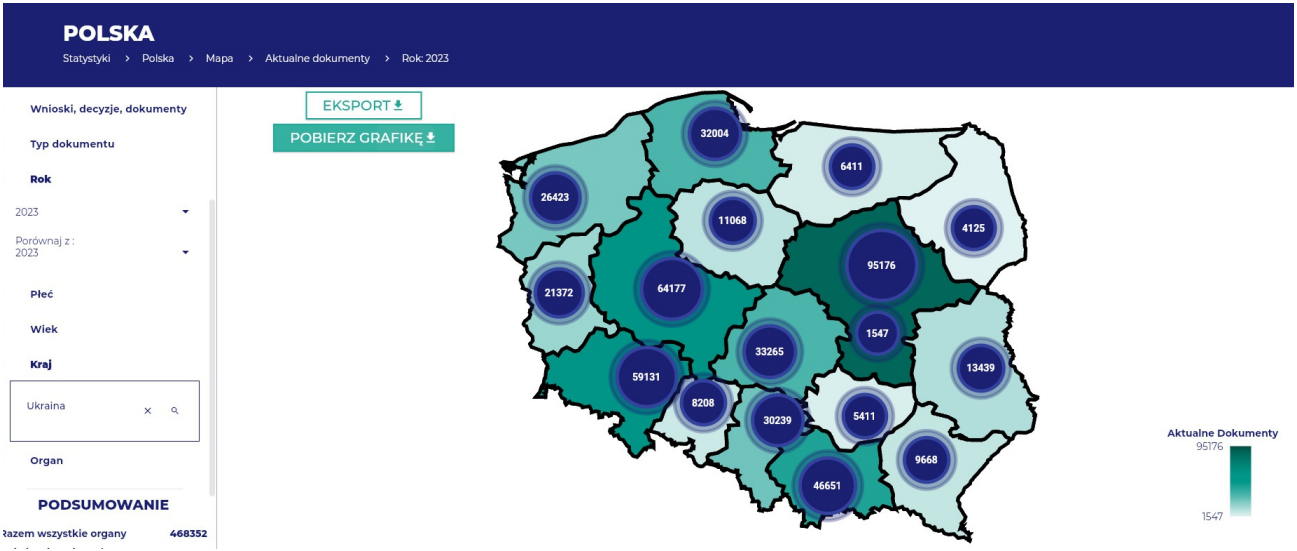 POLSKA
Statystyki > Polska > Mapa > Aktualne dokumenty > Rok: 2023
Wnioski, decyzje, dokumenty
Typ dokumentu
Rok
2023
Porównaj z :
2023
Płeć
Wiek
Kraj
Ukraina
Organ
PODSUMOWANIE
Razem wszystkie organy 468352
EKSPORT
POBIERZ GRAFIKĘ
32004
6411
26423
11068
4125
95176
21372
64177
1547
33265
13439
59131
8208
30239
5411
9668
46651
Aktualne Dokumenty
95176
1547